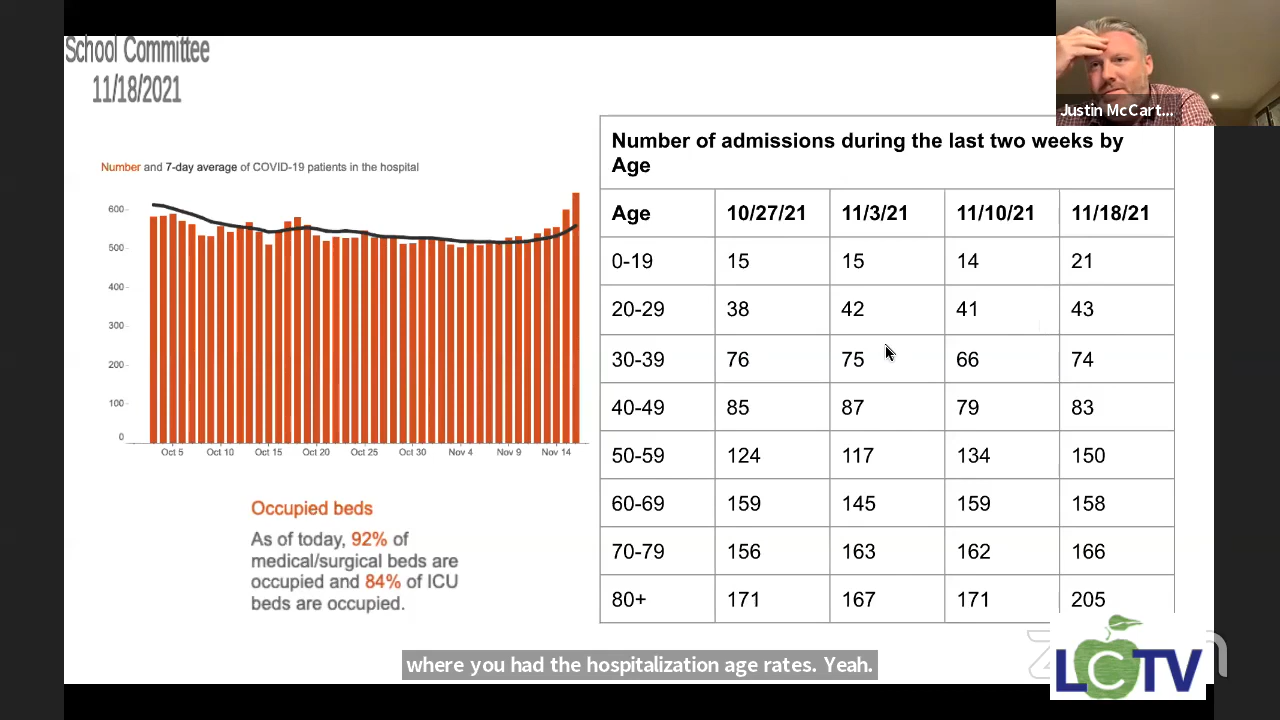 School Committee
11/18/2021
Justin McCart...
Number and 7-day average of COVID-19 patients in the hospital
600
500
400
300
200
100
0
Oct 5 Oct 10 Oct 15 Oct 20 Oct 25 Oct 30 Nov 4 Nov 9 Nov 14
Occupied beds
As of today, 92% of
medical/surgical beds are
occupied and 84% of ICU
beds are occupied.
Number of admissions during the last two weeks by
Age
Age 10/27/21 11/3/21 11/10/21 11/18/21
0-19 15 15 14 21
20-29 38 42 41 43
30-39 76 75 66 74
40-49 85 87 79 83
50-59 124 117 134 150
60-69 159 145 159 158
70-79 156 163 162 166
80+ 171 167 171 205
where you had the hospitalization age rates. Yeah.
LCTV